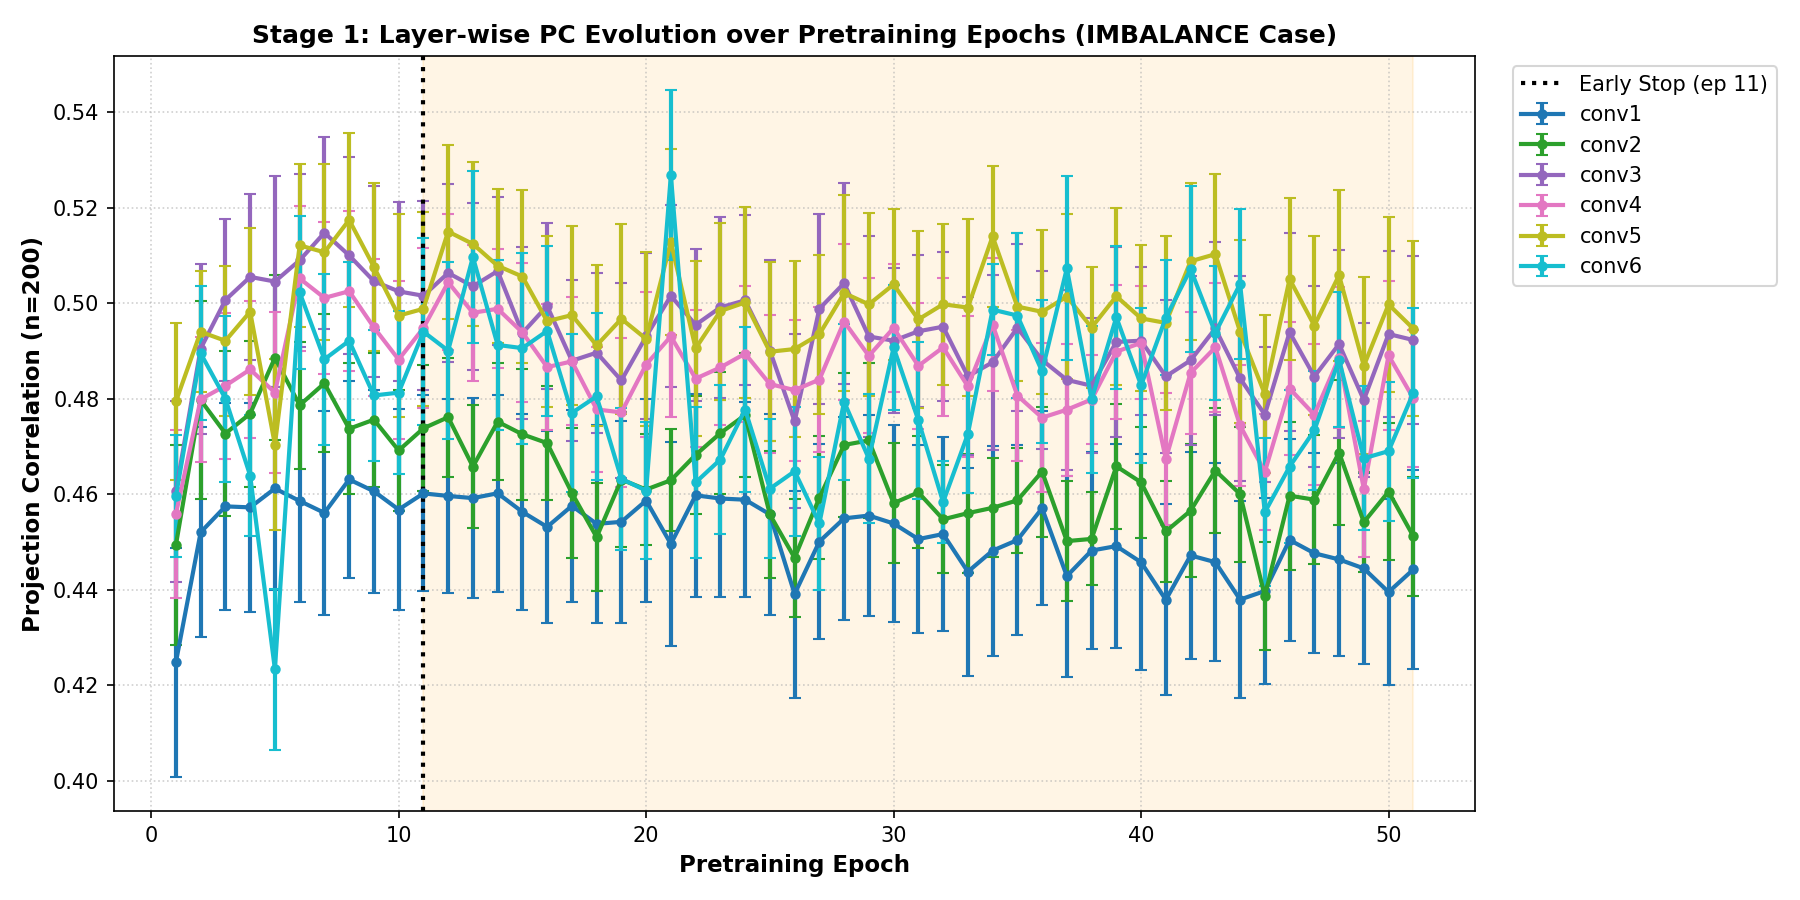 Stage 1: Layer-wise PC Evolution over Pretraining Epochs (IMBALANCE Case)
Projection Correlation (n=200)
0.54
0.52
0.50
0.48
0.46
0.44
0.42
0.40
0
10
20
30
40
50
Pretraining Epoch
Early Stop (ep 11)
conv1
conv2
conv3
conv4
conv5
conv6